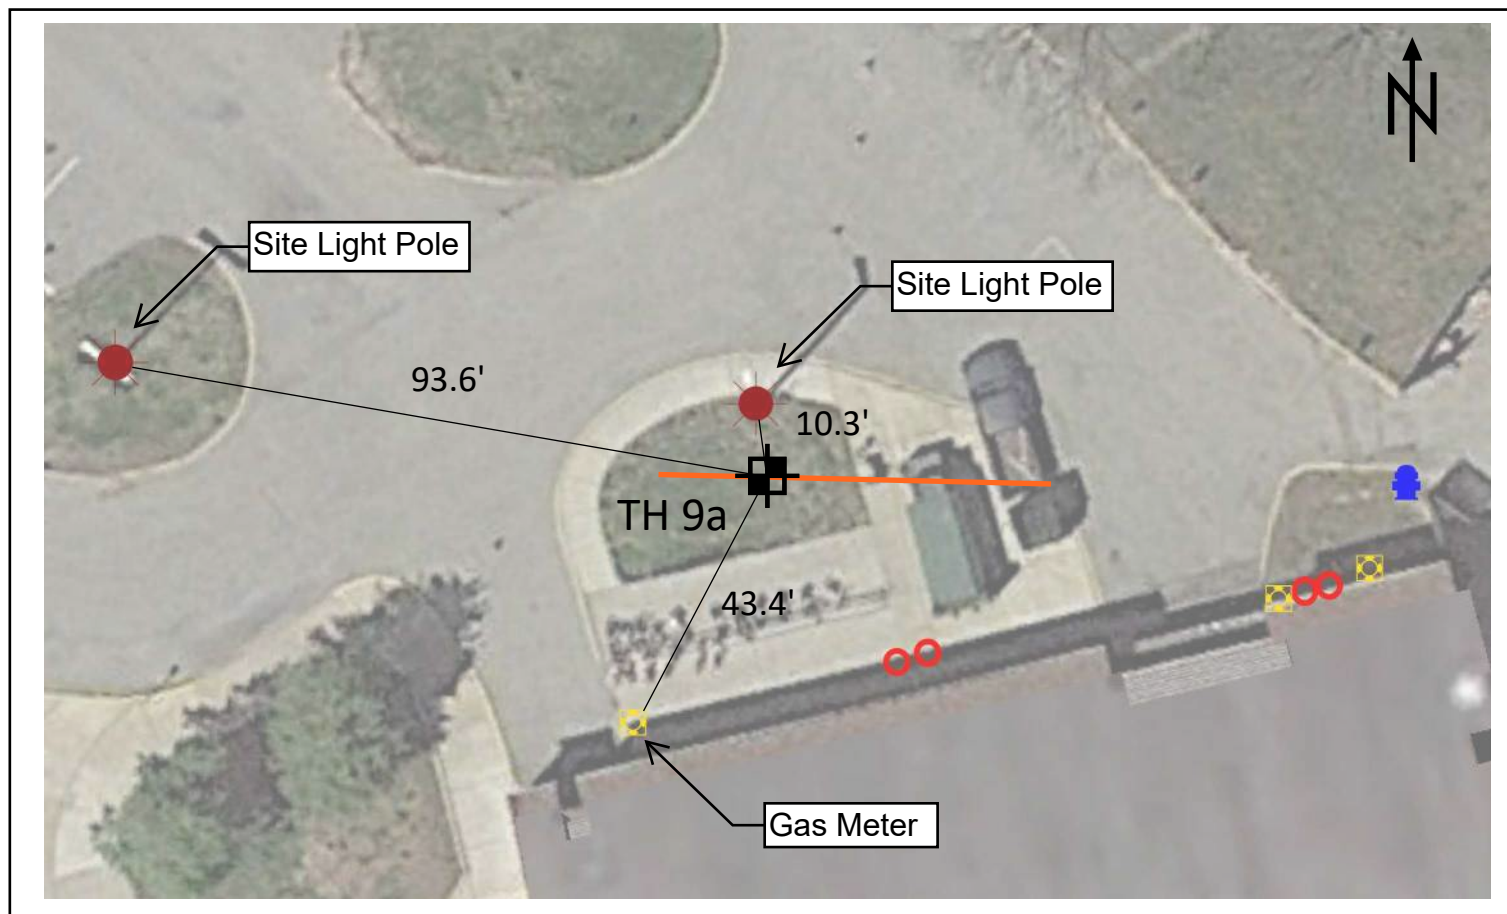 N
Site Light Pole
Site Light Pole
93.6'
10.3'
TH 9a
43.4'
Gas Meter